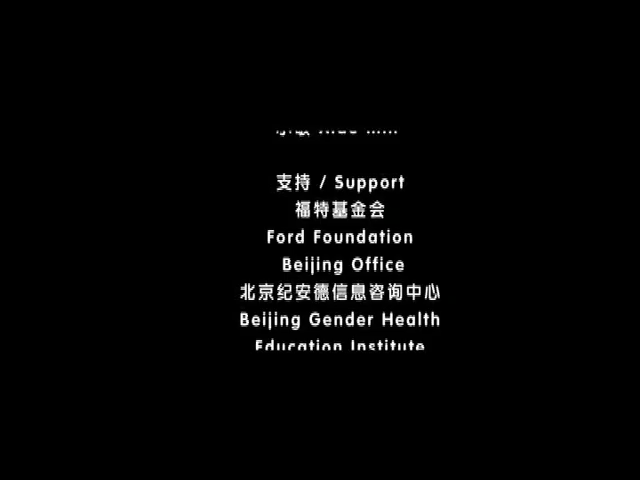 支持 / Support
福特基金会
Ford Foundation
Beijing Office
北京纪安德信息咨询中心
Beijing Gender Health
Education Institute